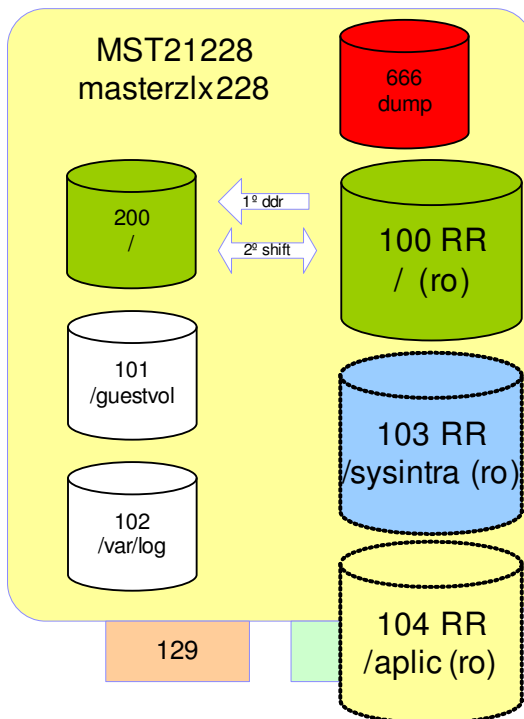 MST21228
masterzlx228
666
dump
200
/
1º ddr
2º shift
100 RR
/ (ro)
101
/guestvol
103 RR
/sysintra (ro)
102
/var/log
104 RR
/aplic (ro)
129